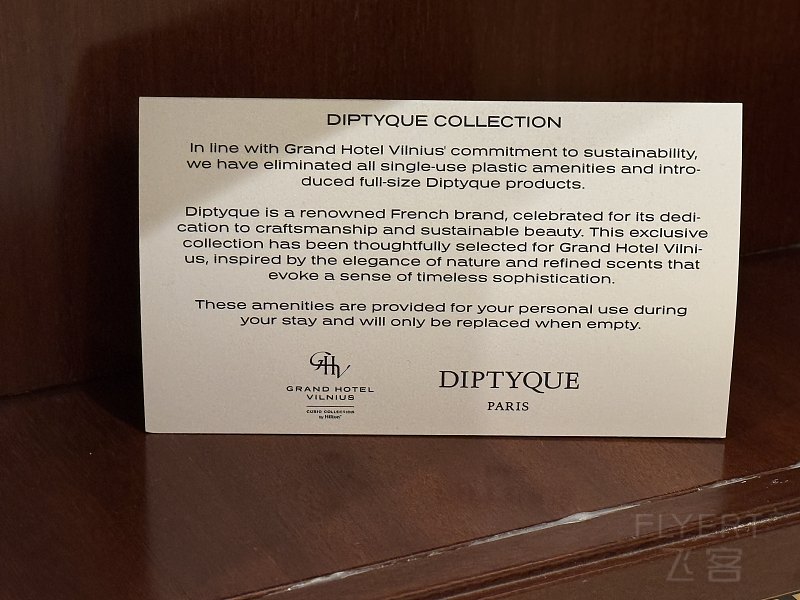 DIPTYQUE COLLECTION
In line with Grand Hotel Vilnius' commitment to sustainability,
we have eliminated all single-use plastic amenities and intro-
duced full-size Diptyque products.
Diptyque is a renowned French brand, celebrated for its dedi-
cation to craftsmanship and sustainable beauty. This exclusive
collection has been thoughtfully selected for Grand Hotel Vilni-
us, inspired by the elegance of nature and refined scents that
evoke a sense of timeless sophistication.
These amenities are provided for your personal use during
your stay and will only be replaced when empty.
GHV
GRAND HOTEL
VILNIUS
CURIO COLLECTION
by Hilton™
DIPTYQUE
PARIS
FLYERT
飞客